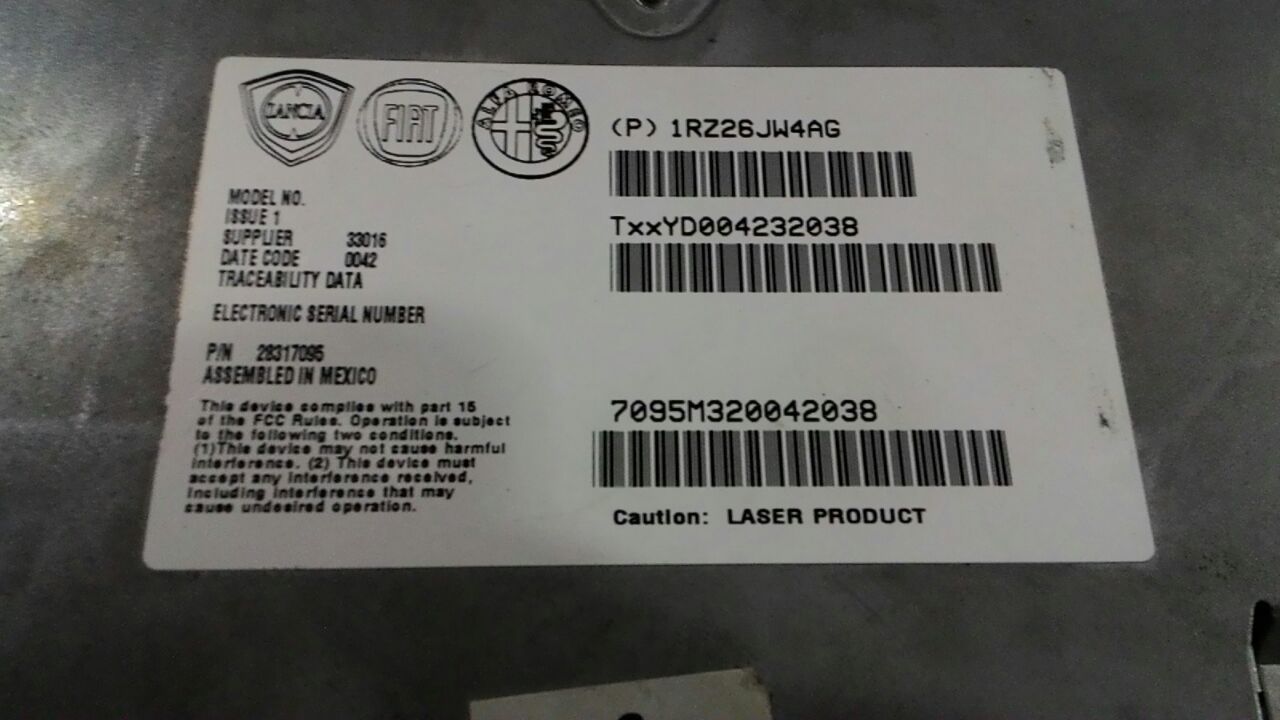 LANCIA
FIAT
ALFA ROMEO
MODEL NO.
ISSUE 1
SUPPLIER 33016
DATE CODE 0042
TRACEABILITY DATA
ELECTRONIC SERIAL NUMBER
P/N 28317095
ASSEMBLED IN MEXICO
This device complies with part 15
of the FCC Rules. Operation is subject
to the following two conditions.
(1)This device may not cause harmful
interference. (2) This device must
accept any interference received,
including interference that may
cause undesired operation.
(P) 1RZ26JW4AG
TxxYD004232038
7095M320042038
Caution: LASER PRODUCT